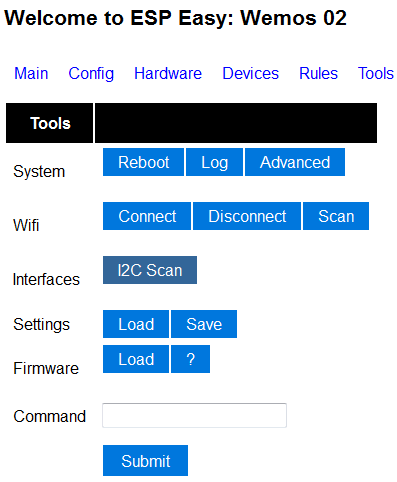 Welcome to ESP Easy: Wemos 02
Main Config Hardware Devices Rules Tools
Tools
System Reboot Log Advanced
Wifi Connect Disconnect Scan
Interfaces I2C Scan
Settings Load Save
Firmware Load ?
Command
Submit